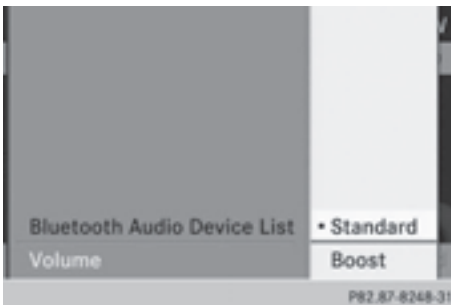 Bluetooth Audio Device List • Standard
Volume Boost
P82.87-8248-31